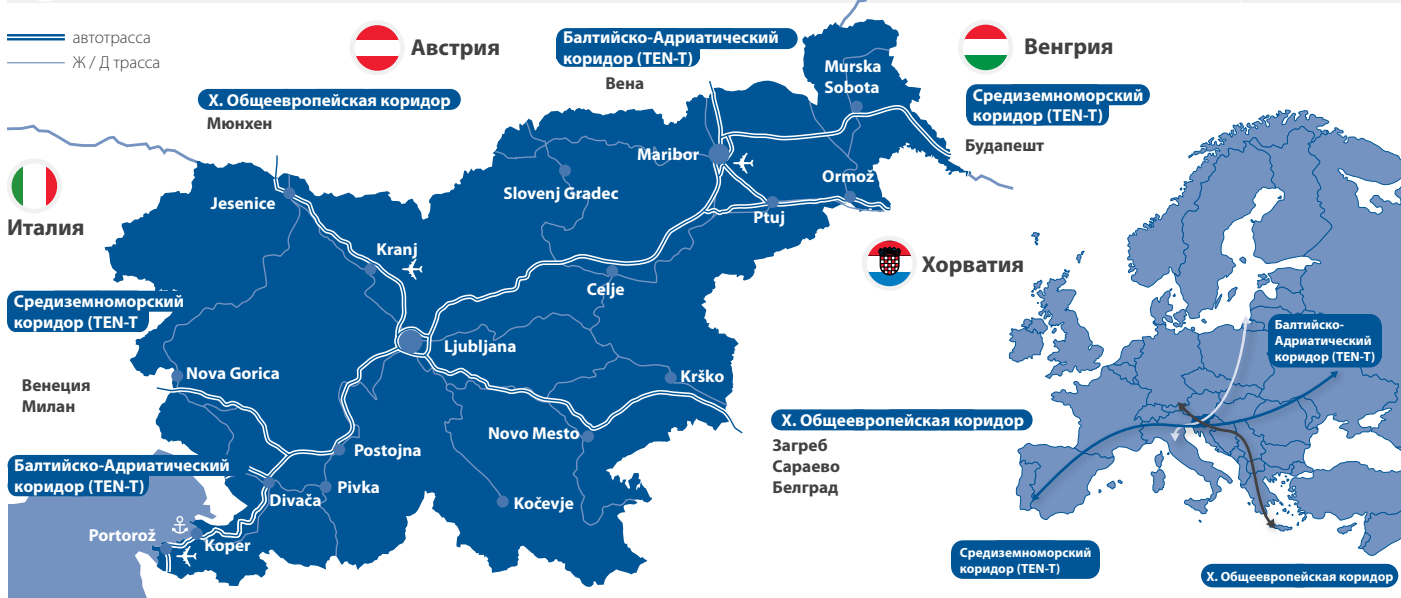 автотрасса
Ж / Д трасса
Австрия
Балтийско-Адриатический
коридор (TEN-T)
Вена
Венгрия
Средиземноморский
коридор (TEN-T)
Будапешт
X. Общеевропейская коридор
Мюнхен
Италия
Средиземноморский
коридор (TEN-T
Венеция
Милан
Балтийско-Адриатический
коридор (TEN-T)
Murska
Sobota
Maribor
Slovenj Gradec
Ormož
Ptuj
Jesenice
Kranj
Celje
Ljubljana
Nova Gorica
Krško
Novo Mesto
Postojna
Pivka
Divača
Kočevje
Portorož
Koper
Хорватия
X. Общеевропейская коридор
Загреб
Сараево
Белград
Балтийско-
Адриатический
коридор (TEN-T)
Средиземноморский
коридор (TEN-T)
X. Общеевропейская коридор